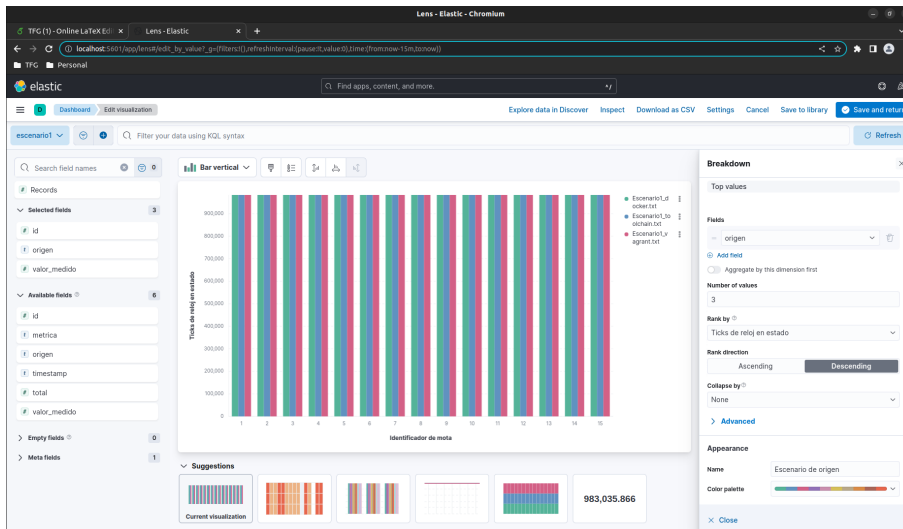 Lens - Elastic - Chromium
TFG (1) - Online LaTeX Edi
Lens - Elastic
localhost:5601/app/lens#/edit_by_value?_g=(filters:!(),refreshInterval:(pause:!t,value:0),time:(from:now-15m,to:now))
TFG Personal
elastic
Find apps, content, and more.
^/
D Dashboard Edit visualization
Explore data in Discover Inspect Download as CSV Settings Cancel Save to library Save and return
escenario1
Filter your data using KQL syntax
Refresh
Search field names 0
Records
Selected fields 3
id
origen
valor_medido
Available fields 6
id
metrica
origen
timestamp
total
valor_medido
Empty fields 0
Meta fields 1
Bar vertical
Ticks de reloj en estado
900,000
800,000
700,000
600,000
500,000
400,000
300,000
200,000
100,000
0
1 2 3 4 5 6 7 8 9 10 11 12 13 14 15
Identificador de mota
Escenario1_d
ocker.txt
Escenario1_to
olchain.txt
Escenario1_v
agrant.txt
Suggestions
Current visualization
983,035.866
Breakdown
Top values
Fields
origen
Add field
Aggregate by this dimension first
Number of values
3
Rank by
Ticks de reloj en estado
Rank direction
Ascending Descending
Collapse by
None
Advanced
Appearance
Name Escenario de origen
Color palette
Close